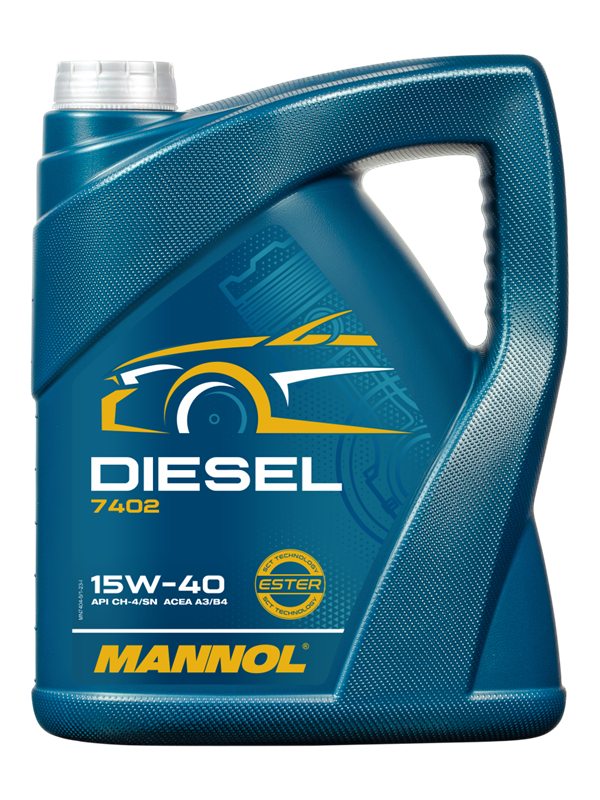 DIESEL
7402
15W-40
API CH-4/SN ACEA A3/B4
SCT TECHNOLOGY
ESTER
SCT TECHNOLOGY
MANNOL®